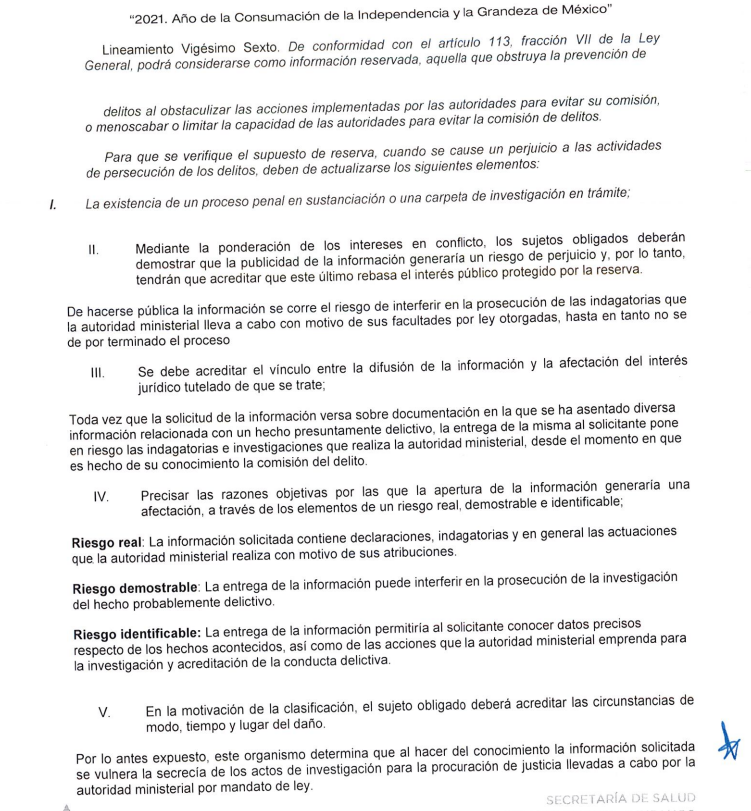 “2021. Año de la Consumación de la Independencia y la Grandeza de México”
Lineamiento Vigésimo Sexto. De conformidad con el artículo 113, fracción VII de la Ley
General, podrá considerarse como información reservada, aquella que obstruya la prevención de
delitos al obstaculizar las acciones implementadas por las autoridades para evitar su comisión,
o menoscabar o limitar la capacidad de las autoridades para evitar la comisión de delitos.
Para que se verifique el supuesto de reserva, cuando se cause un perjuicio a las actividades
de persecución de los delitos, deben de actualizarse los siguientes elementos:
I. La existencia de un proceso penal en sustanciación o una carpeta de investigación en trámite;
II. Mediante la ponderación de los intereses en conflicto, los sujetos obligados deberán
demostrar que la publicidad de la información generaría un riesgo de perjuicio y, por lo tanto,
tendrán que acreditar que este último rebasa el interés público protegido por la reserva.
De hacerse pública la información se corre el riesgo de interferir en la prosecución de las indagatorias que
la autoridad ministerial lleva a cabo con motivo de sus facultades por ley otorgadas, hasta en tanto no se
de por terminado el proceso
III. Se debe acreditar el vínculo entre la difusión de la información y la afectación del interés
jurídico tutelado de que se trate;
Toda vez que la solicitud de la información versa sobre documentación en la que se ha asentado diversa
información relacionada con un hecho presuntamente delictivo, la entrega de la misma al solicitante pone
en riesgo las indagatorias e investigaciones que realiza la autoridad ministerial, desde el momento en que
es hecho de su conocimiento la comisión del delito.
IV. Precisar las razones objetivas por las que la apertura de la información generaría una
afectación, a través de los elementos de un riesgo real, demostrable e identificable;
Riesgo real: La información solicitada contiene declaraciones, indagatorias y en general las actuaciones
que la autoridad ministerial realiza con motivo de sus atribuciones.
Riesgo demostrable: La entrega de la información puede interferir en la prosecución de la investigación
del hecho probablemente delictivo.
Riesgo identificable: La entrega de la información permitiría al solicitante conocer datos precisos
respecto de los hechos acontecidos, así como de las acciones que la autoridad ministerial emprenda para
la investigación y acreditación de la conducta delictiva.
V. En la motivación de la clasificación, el sujeto obligado deberá acreditar las circunstancias de
modo, tiempo y lugar del daño.
Por lo antes expuesto, este organismo determina que al hacer del conocimiento la información solicitada
se vulnera la secrecía de los actos de investigación para la procuración de justicia llevadas a cabo por la
autoridad ministerial por mandato de ley.
SECRETARÍA DE SALUD